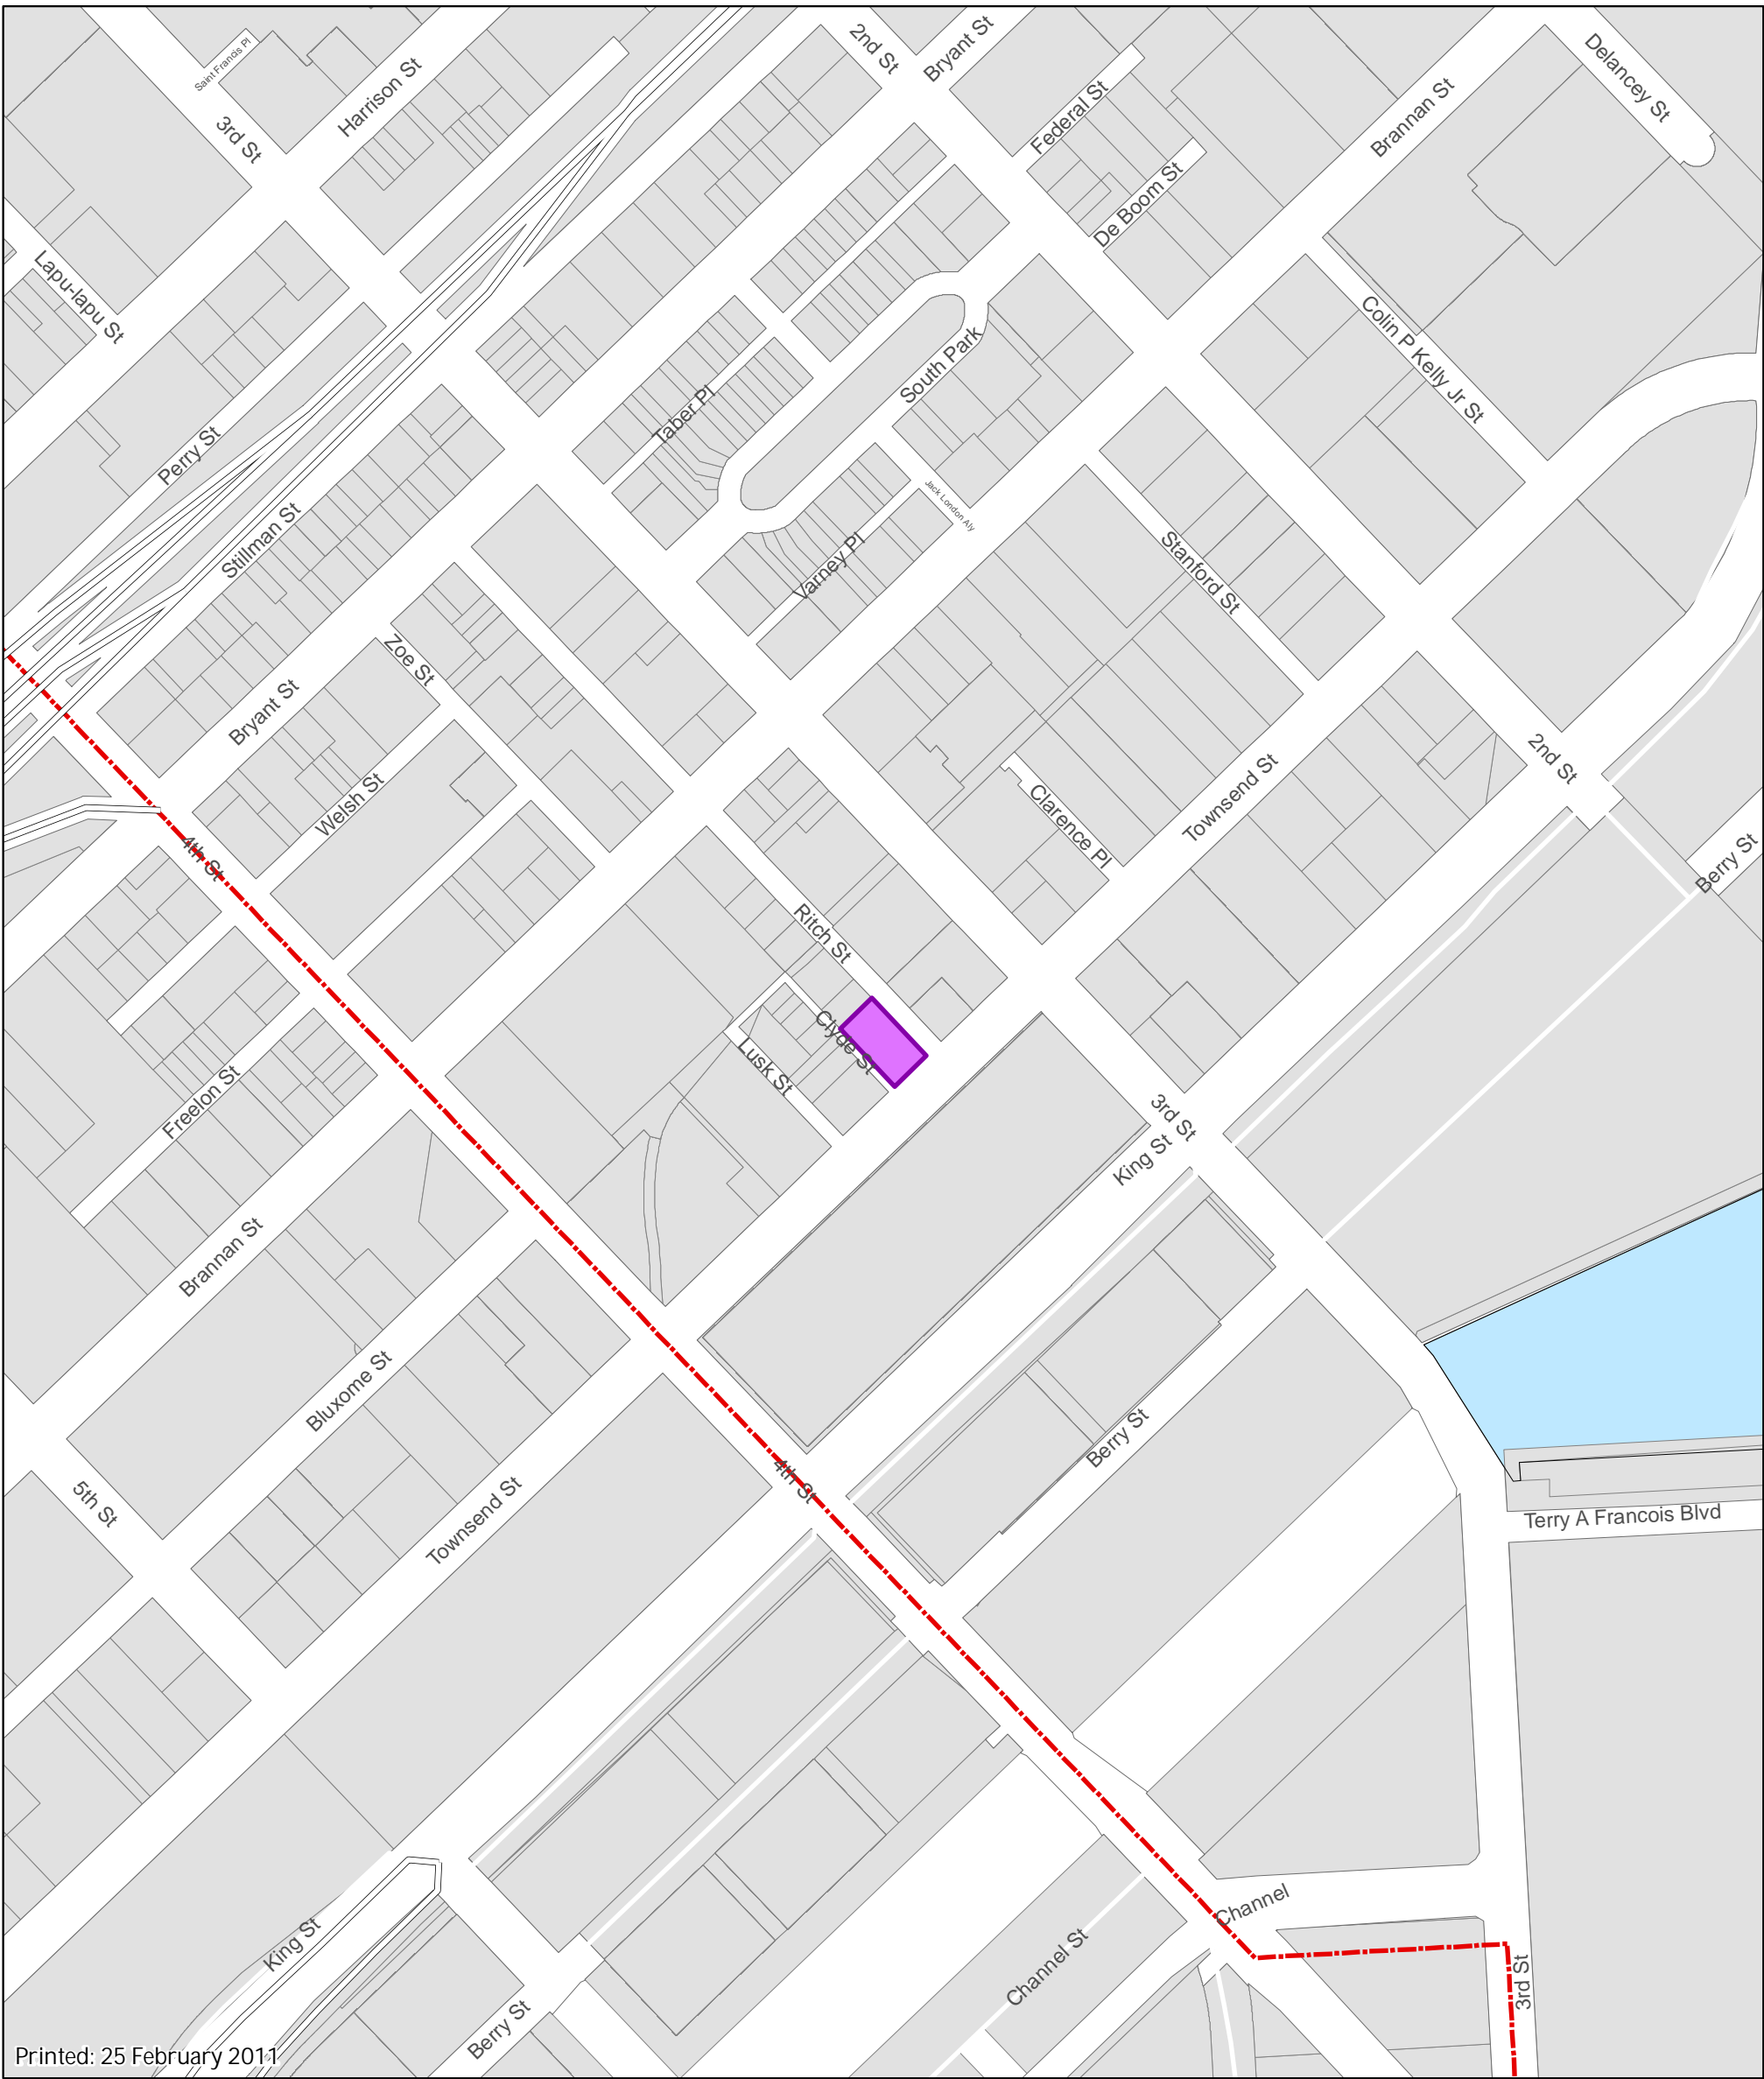 2nd St
Bryant St
Delancey St
Saint Francis Pl
Harrison St
3rd St
Federal St
Brannan St
De Boom St
Lapu-lapu St
Colin P Kelly Jr St
South Park
Taber Pl
Perry St
Jack London Aly
Stillman St
Varney Pl
Stanford St
Zoe St
Bryant St
2nd St
Welsh St
Townsend St
Clarence Pl
4th St
Berry St
Ritch St
Clyde St
Lusk St
Freelon St
3rd St
King St
Brannan St
Bluxome St
Berry St
4th St
5th St
Townsend St
Terry A Francois Blvd
Channel
King St
Channel St
3rd St
Berry St
Printed: 25 February 2011